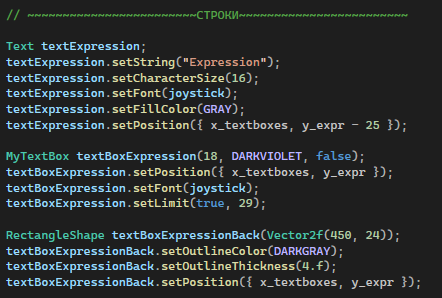 // ~~~~~~~~~~~~~~~~~~~~~~~~СТРОКИ~~~~~~~~~~~~~~~~~~~~~~~~
Text textExpression;
textExpression.setString("Expression");
textExpression.setCharacterSize(16);
textExpression.setFont(joystick);
textExpression.setFillColor(GRAY);
textExpression.setPosition({ x_textboxes, y_expr - 25 });
MyTextBox textBoxExpression(18, DARKVIOLET, false);
textBoxExpression.setPosition({ x_textboxes, y_expr });
textBoxExpression.setFont(joystick);
textBoxExpression.setLimit(true, 29);
RectangleShape textBoxExpressionBack(Vector2f(450, 24));
textBoxExpressionBack.setOutlineColor(DARKGRAY);
textBoxExpressionBack.setOutlineThickness(4.f);
textBoxExpressionBack.setPosition({ x_textboxes, y_expr });